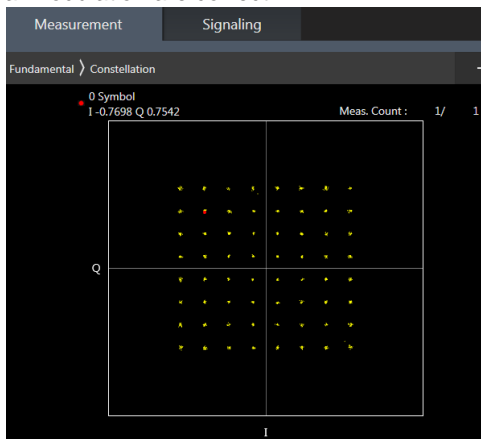 Measurement Signaling
Fundamental 〉 Constellation
0 Symbol
I -0.7698 Q 0.7542 Meas. Count : 1/ 1
Q
I